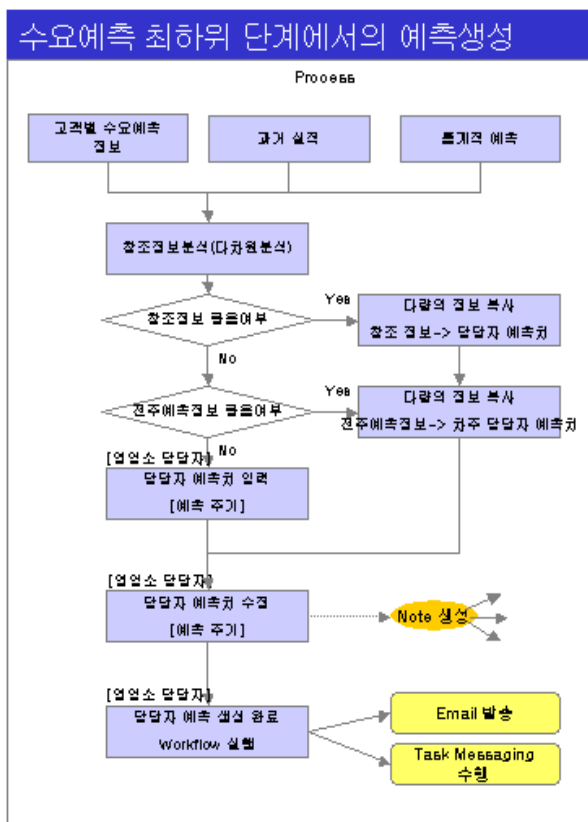 수요예측 최하위 단계에서의 예측생성
Process
고객별 수요예측
정보
과거 실적
통계적 예측
참조정보분석(다차원분석)
참조정보 활용여부
Yes
다량의 정보 복사
참조 정보-> 담당자 예측치
No
전주예측정보 활용여부
Yes
다량의 정보 복사
전주예측정보-> 차주 담당자 예측치
No
[영업소 담당자]
담당자 예측치 입력
[예측 주기]
[영업소 담당자]
담당자 예측치 수정
[예측 주기]
Note 생성
[영업소 담당자]
담당자 예측 생성 완료
Workflow 실행
Email 발송
Task Messaging
수행